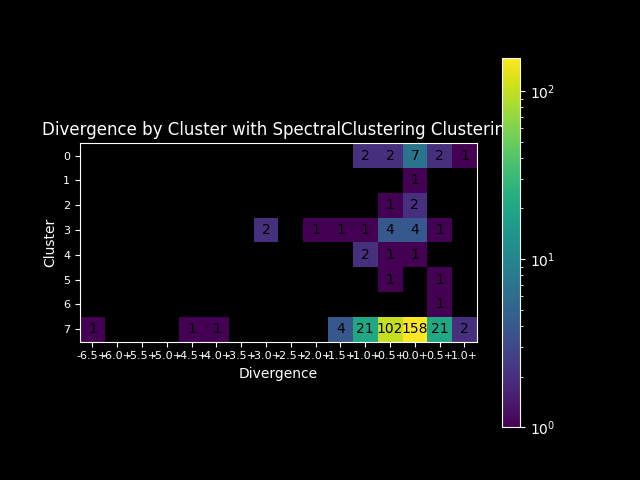 Divergence by Cluster with SpectralClustering Clusterin
Cluster
0 2 2 7 2 1
1 1
2 1 2
3 2 1 1 1 4 4 1
4 2 1 1
5 1 1
6 1
7 1 1 1 4 21 102 158 21 2
-6.5+ -6.0+ -5.5+ -5.0+ -4.5+ -4.0+ -3.5+ -3.0+ -2.5+ -2.0+ -1.5+ -1.0+ -0.5+ 0.0+ 0.5+ 1.0+
Divergence
10²
10¹
10⁰